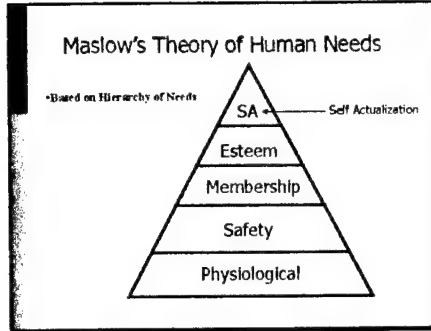 Maslow's Theory of Human Needs
•Based on Hierarchy of Needs
SA
Self Actualization
Esteem
Membership
Safety
Physiological